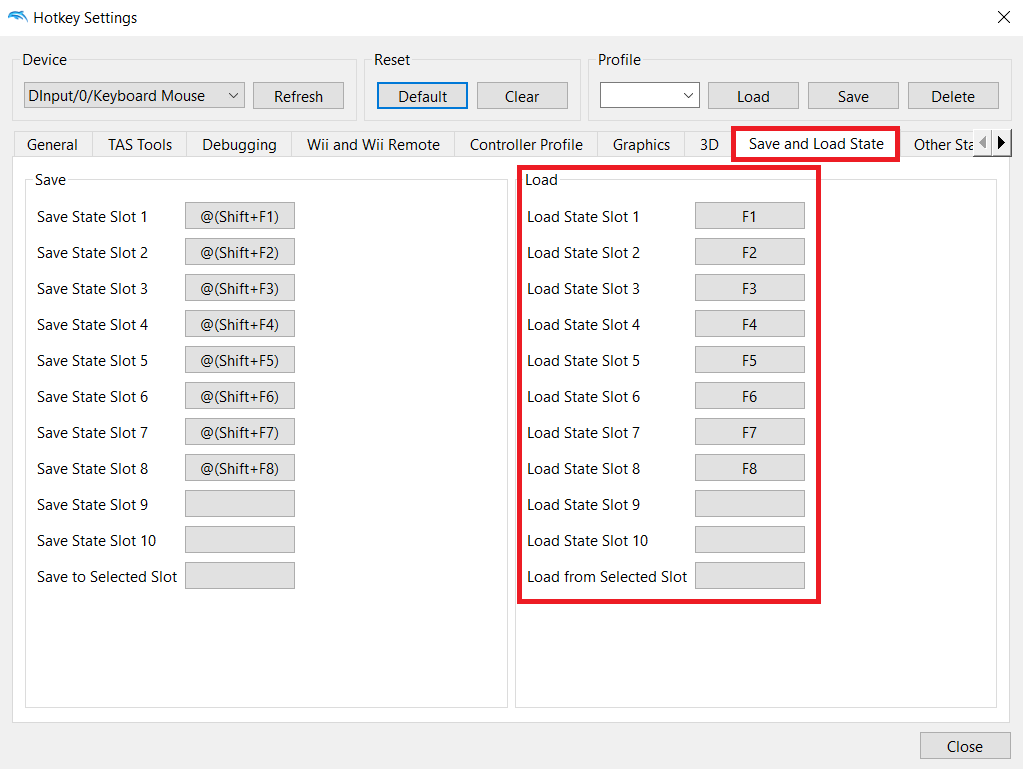 Hotkey Settings
Device Reset Profile
DInput/0/Keyboard Mouse Refresh Default Clear Load Save Delete
General TAS Tools Debugging Wii and Wii Remote Controller Profile Graphics 3D Save and Load State Other Sta
Save
Save State Slot 1 @(Shift+F1)
Save State Slot 2 @(Shift+F2)
Save State Slot 3 @(Shift+F3)
Save State Slot 4 @(Shift+F4)
Save State Slot 5 @(Shift+F5)
Save State Slot 6 @(Shift+F6)
Save State Slot 7 @(Shift+F7)
Save State Slot 8 @(Shift+F8)
Save State Slot 9
Save State Slot 10
Save to Selected Slot
Load
Load State Slot 1 F1
Load State Slot 2 F2
Load State Slot 3 F3
Load State Slot 4 F4
Load State Slot 5 F5
Load State Slot 6 F6
Load State Slot 7 F7
Load State Slot 8 F8
Load State Slot 9
Load State Slot 10
Load from Selected Slot
Close